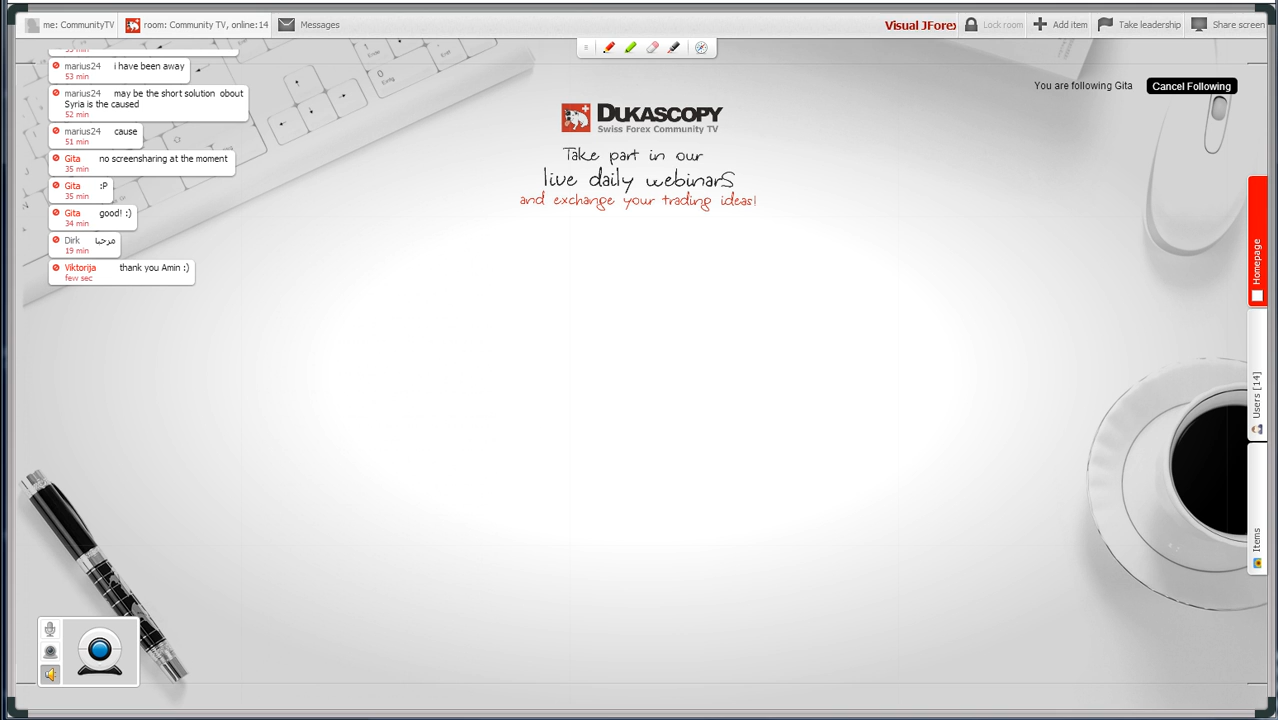 me: CommunityTV
room: Community TV, online:14
Messages
Visual JForex
Lock room
Add item
Take leadership
Share screen
marius24 i have been away
53 min
marius24 may be the short solution obout
Syria is the caused
52 min
marius24 cause
51 min
Gita no screensharing at the moment
35 min
Gita :P
35 min
Gita good! :)
34 min
Dirk مرحبا
19 min
Viktorija thank you Amin :)
few sec
You are following Gita
Cancel Following
DUKASCOPY
Swiss Forex Community TV
Take part in our
live daily webinars
and exchange your trading ideas!
Homepage
Users [14]
Items